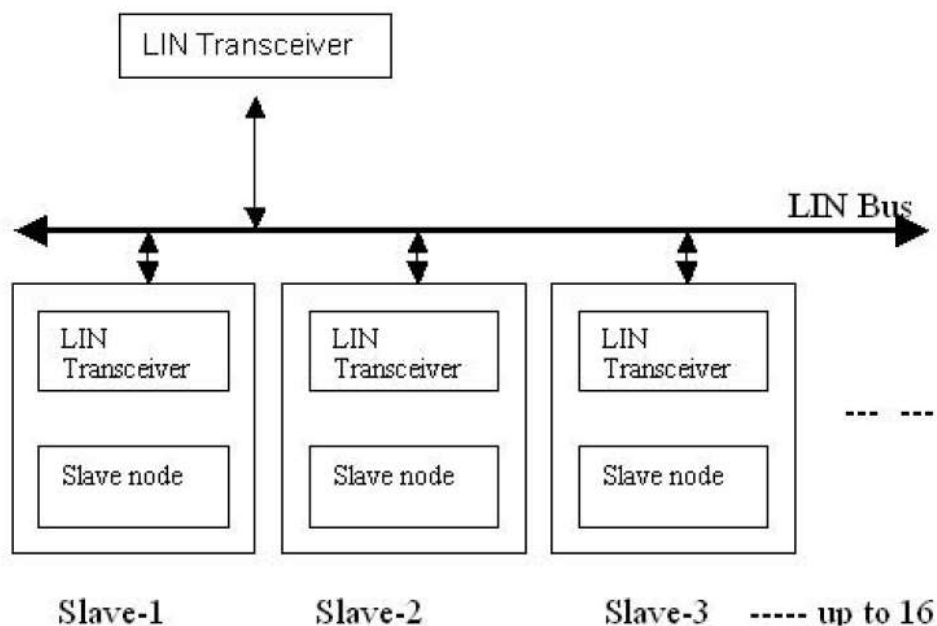 LIN Transceiver
LIN Bus
LIN
Transceiver
LIN
Transceiver
LIN
Transceiver
--- ---
Slave node
Slave node
Slave node
Slave-1 Slave-2 Slave-3 ----- up to 16